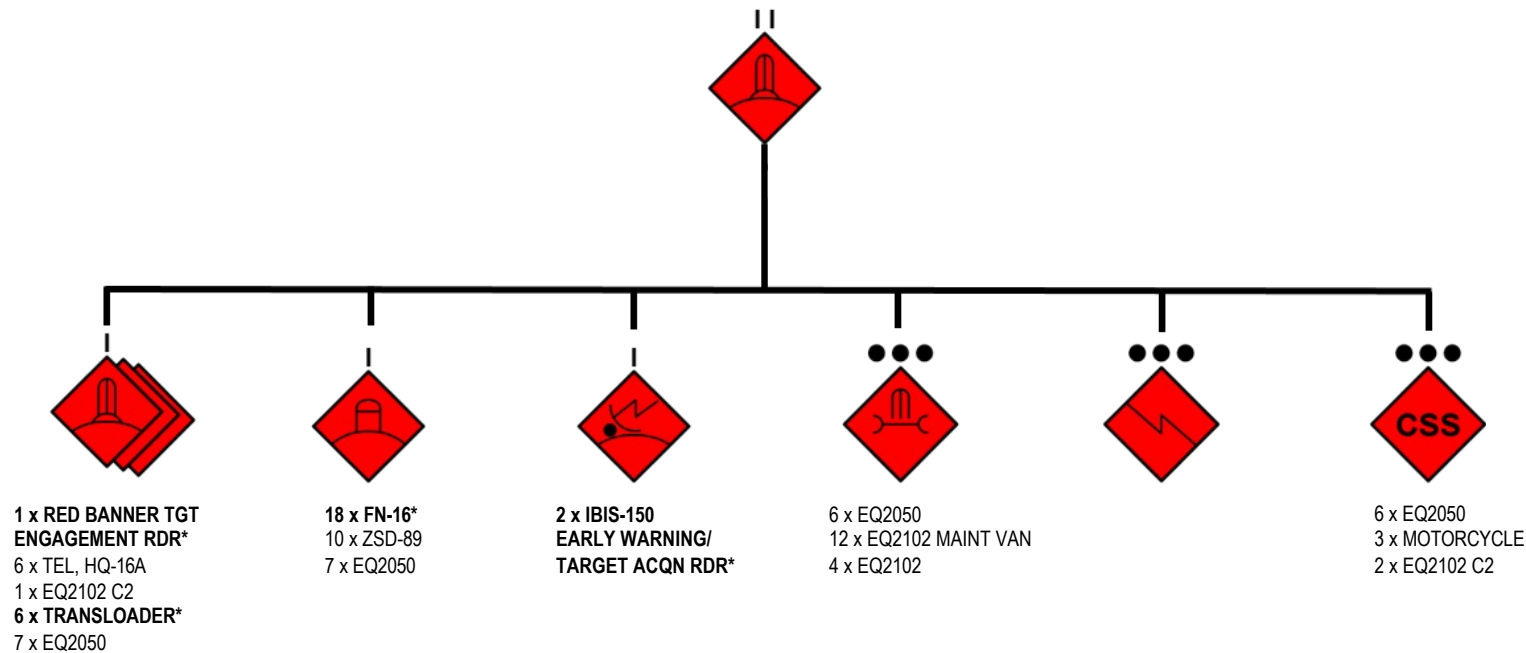 CSS
1 x RED BANNER TGT
ENGAGEMENT RDR*
6 x TEL, HQ-16A
1 x EQ2102 C2
6 x TRANSLOADER*
7 x EQ2050
18 x FN-16*
10 x ZSD-89
7 x EQ2050
2 x IBIS-150
EARLY WARNING/
TARGET ACQN RDR*
6 x EQ2050
12 x EQ2102 MAINT VAN
4 x EQ2102
6 x EQ2050
3 x MOTORCYCLE
2 x EQ2102 C2